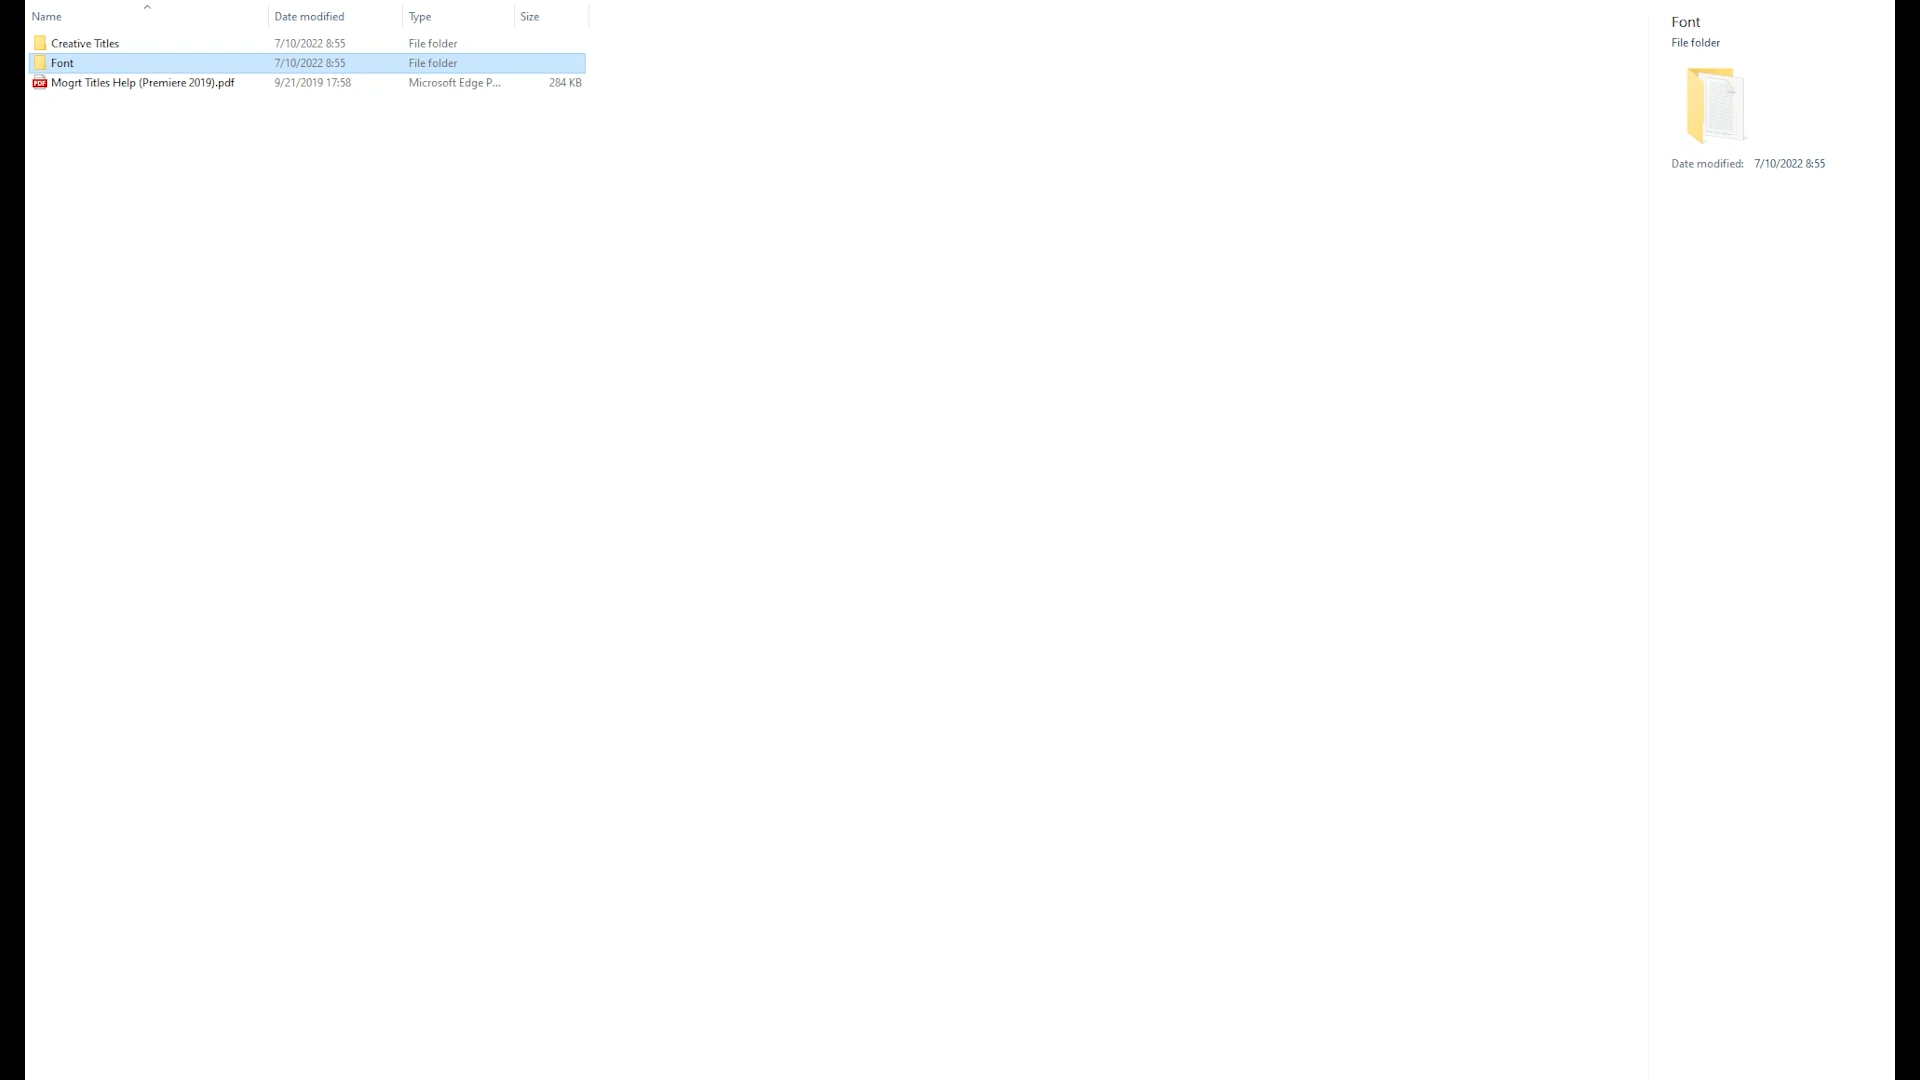 Name Date modified Type Size
Creative Titles 7/10/2022 8:55 File folder
Font 7/10/2022 8:55 File folder
PDF Mogrt Titles Help (Premiere 2019).pdf 9/21/2019 17:58 Microsoft Edge P... 284 KB
Font
File folder
Date modified: 7/10/2022 8:55